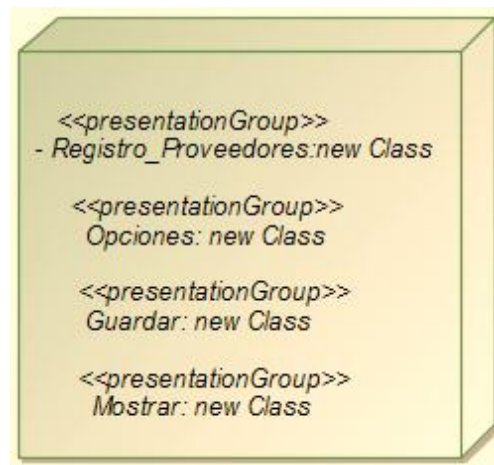 <<presentationGroup>>
- Registro_Proveedores:new Class
<<presentationGroup>>
Opciones: new Class
<<presentationGroup>>
Guardar: new Class
<<presentationGroup>>
Mostrar: new Class